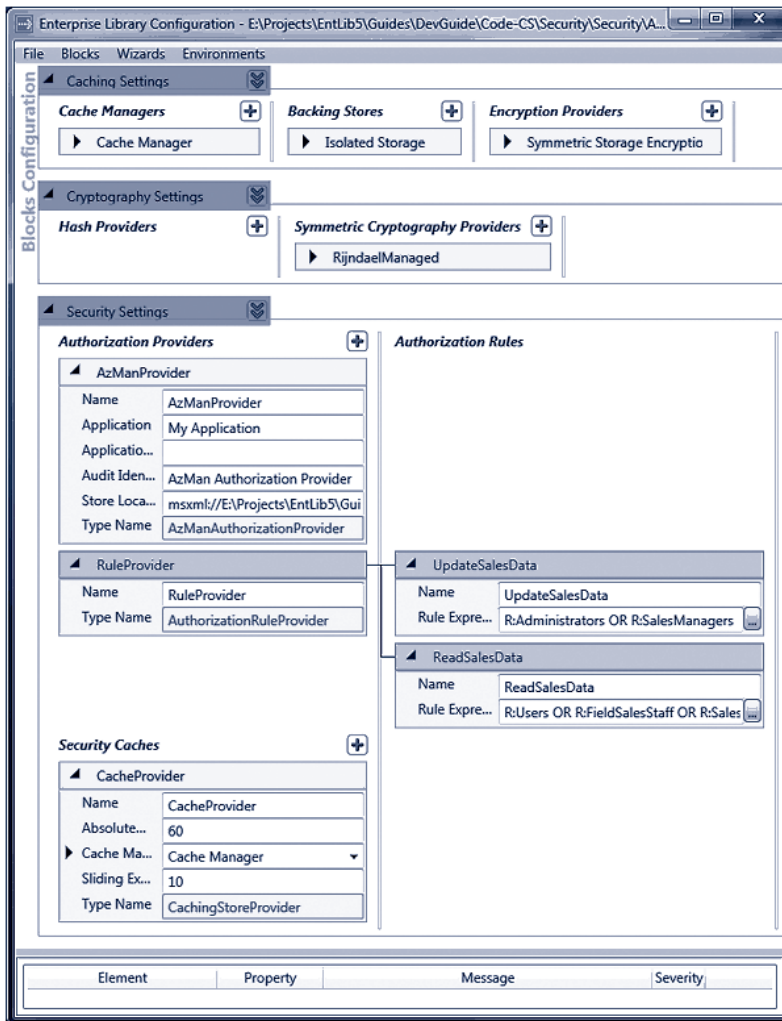 Enterprise Library Configuration - E:\Projects\EntLib5\Guides\DevGuide\Code-CS\Security\Security\A...
File Blocks Wizards Environments
Blocks Configuration
Caching Settings
Cache Managers Backing Stores Encryption Providers
Cache Manager Isolated Storage Symmetric Storage Encryptio
Cryptography Settings
Hash Providers Symmetric Cryptography Providers
RijndaelManaged
Security Settings
Authorization Providers Authorization Rules
AzManProvider
Name AzManProvider
Application My Application
Applicatio...
Audit Iden... AzMan Authorization Provider
Store Loca... msxml://E:\Projects\EntLib5\Gui
Type Name AzManAuthorizationProvider
RuleProvider UpdateSalesData
Name RuleProvider Name UpdateSalesData
Type Name AuthorizationRuleProvider Rule Expre... R:Administrators OR R:SalesManagers ...
ReadSalesData
Name ReadSalesData
Rule Expre... R:Users OR R:FieldSalesStaff OR R:Sales ...
Security Caches
CacheProvider
Name CacheProvider
Absolute... 60
Cache Ma... Cache Manager
Sliding Ex... 10
Type Name CachingStoreProvider
Element Property Message Severity